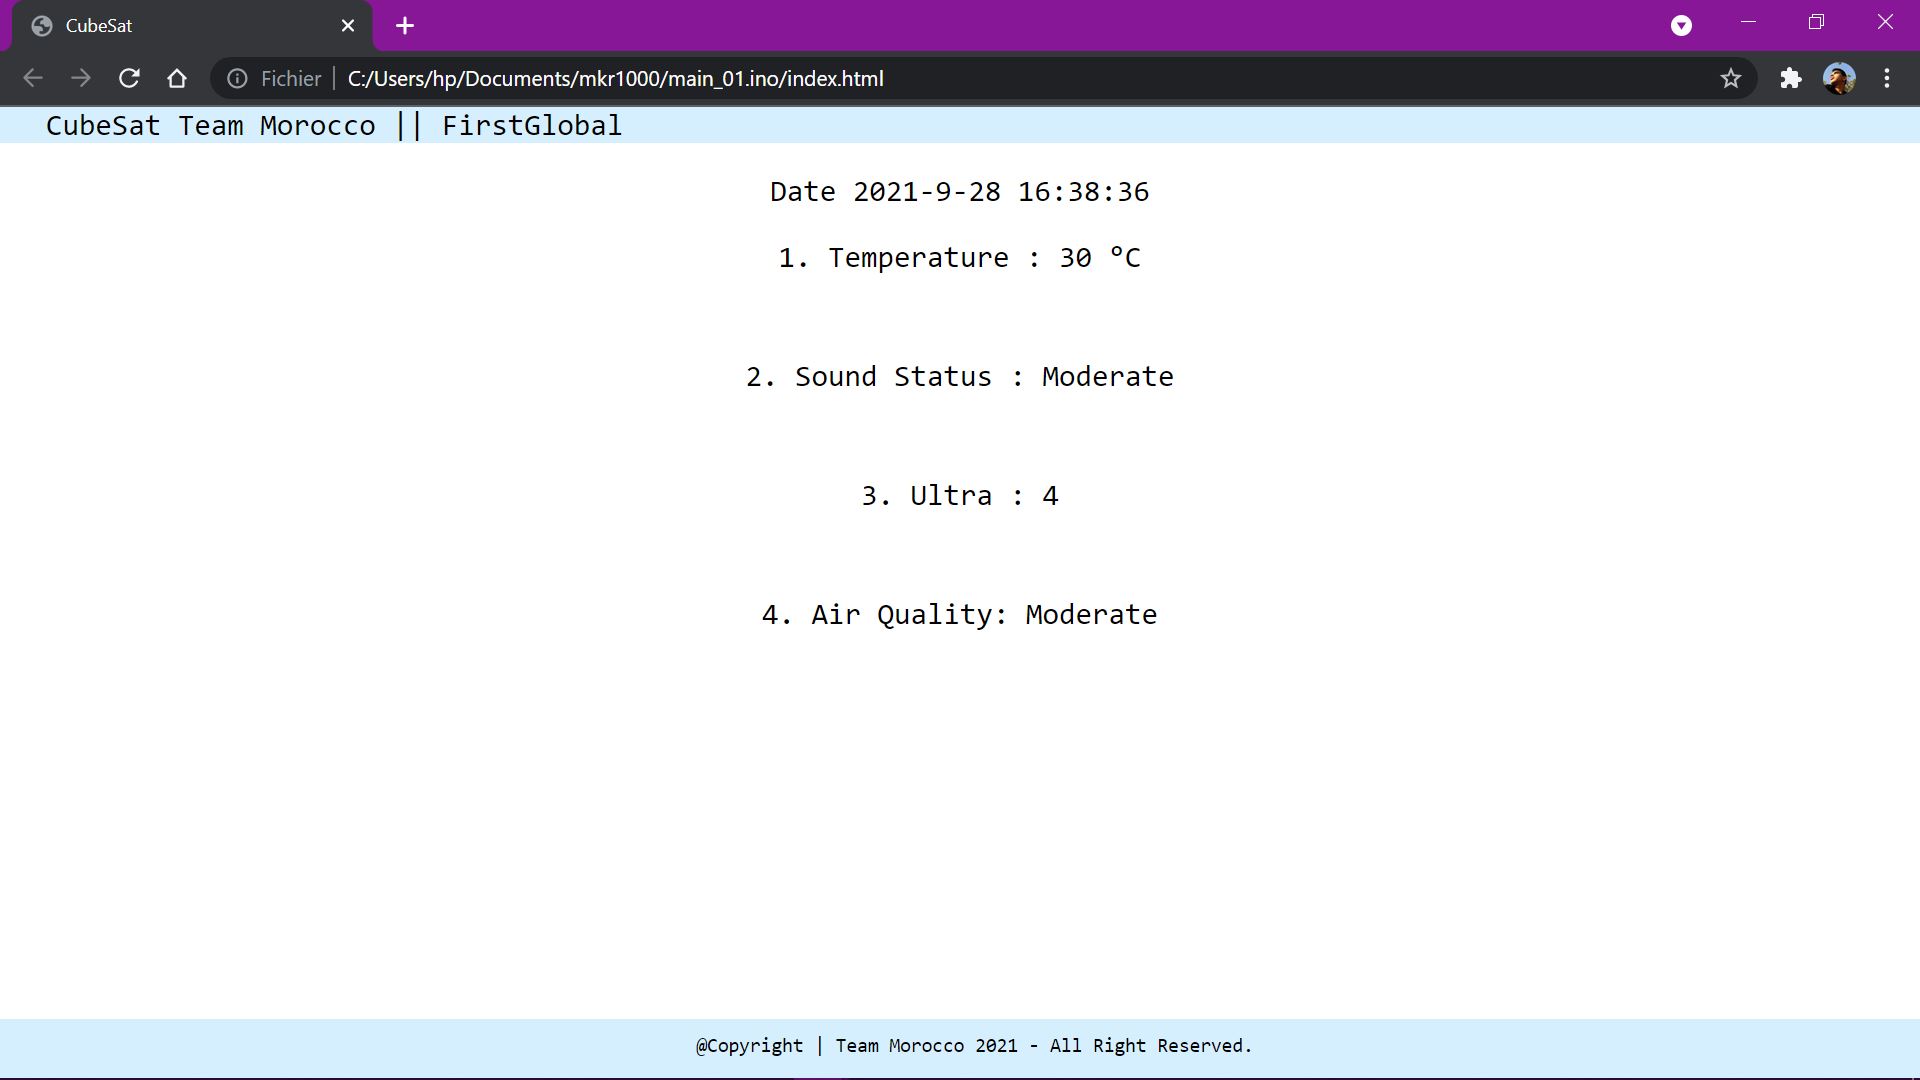 CubeSat
Fichier | C:/Users/hp/Documents/mkr1000/main_01.ino/index.html
CubeSat Team Morocco || FirstGlobal
Date 2021-9-28 16:38:36
1. Temperature : 30 °C
2. Sound Status : Moderate
3. Ultra : 4
4. Air Quality: Moderate
@Copyright | Team Morocco 2021 - All Right Reserved.